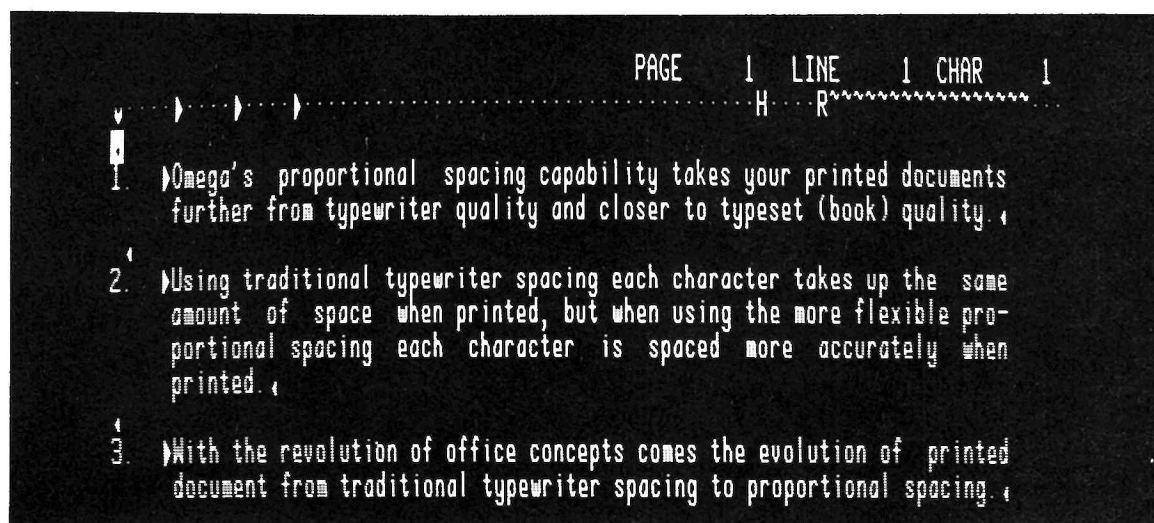 PAGE 1 LINE 1 CHAR 1
H R
1. Omega's proportional spacing capability takes your printed documents
further from typewriter quality and closer to typeset (book) quality.
2. Using traditional typewriter spacing each character takes up the same
amount of space when printed, but when using the more flexible pro-
portional spacing each character is spaced more accurately when
printed.
3. With the revolution of office concepts comes the evolution of printed
document from traditional typewriter spacing to proportional spacing.